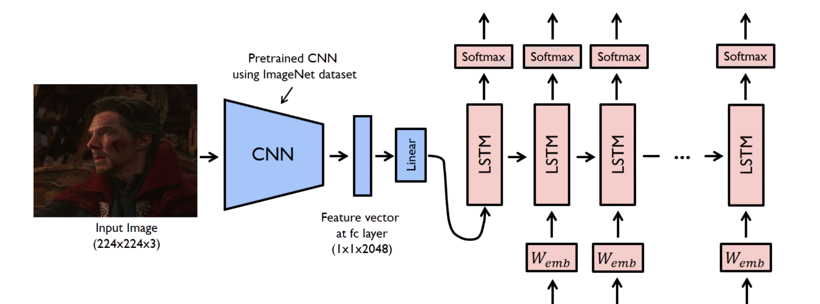 Pretrained CNN
using ImageNet dataset
CNN
Linear
Input Image
(224x224x3)
Feature vector
at fc layer
(1x1x2048)
Softmax
Softmax
Softmax
Softmax
LSTM
LSTM
LSTM
...
LSTM
W_emb
W_emb
W_emb